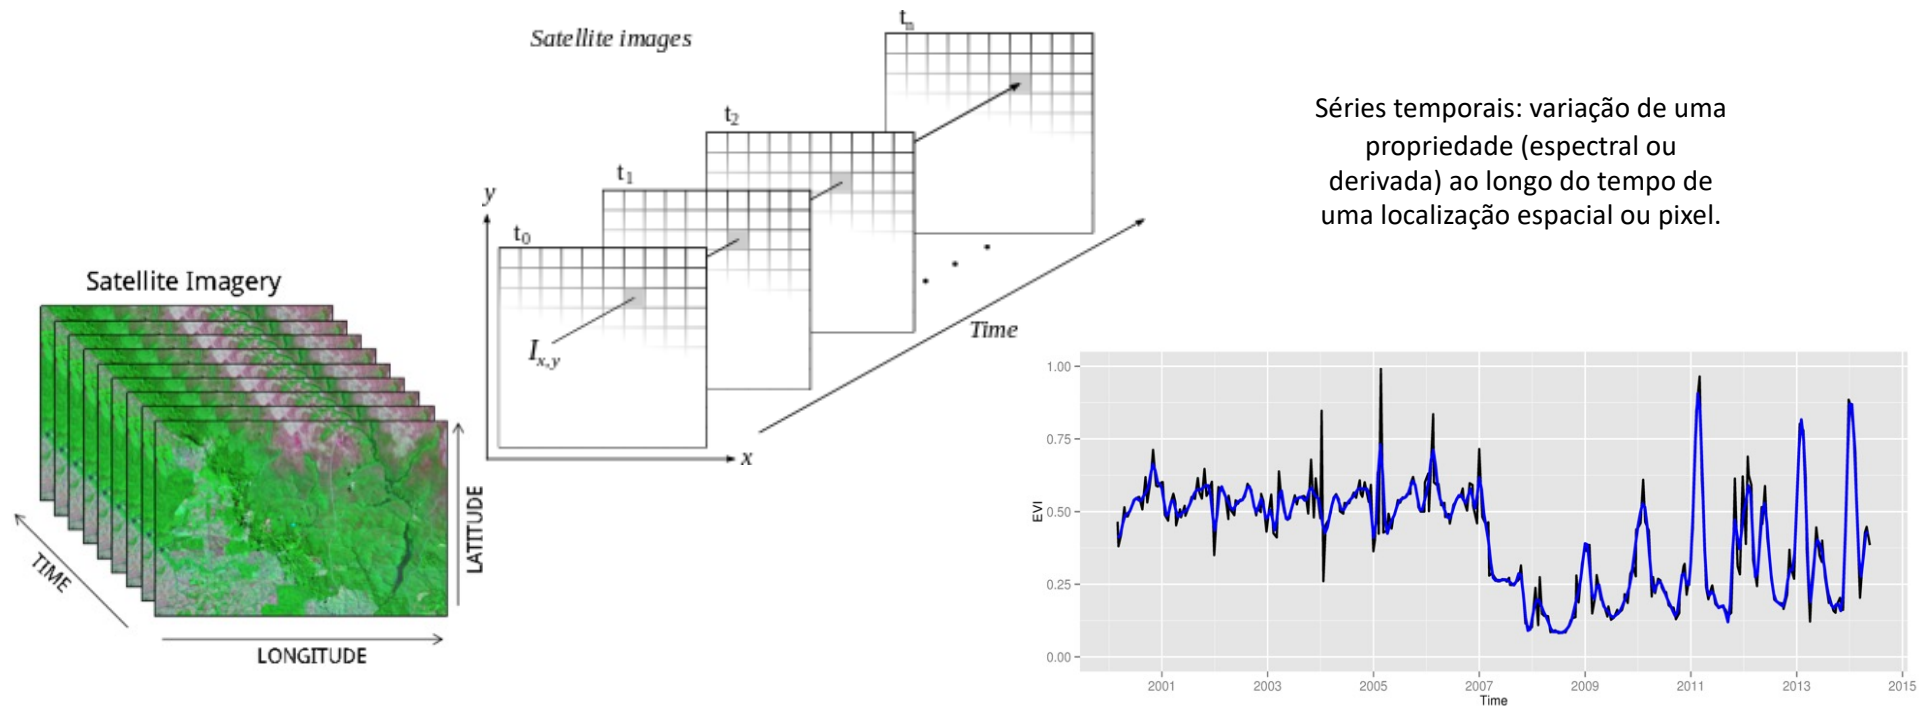 Satellite images
t0
t1
t2
tn
y
x
Ix,y
Time
Satellite Imagery
TIME
LATITUDE
LONGITUDE
Séries temporais: variação de uma
propriedade (espectral ou
derivada) ao longo do tempo de
uma localização espacial ou pixel.
EVI
1.00
0.75
0.50
0.25
0.00
2001 2003 2005 2007 2009 2011 2013 2015
Time